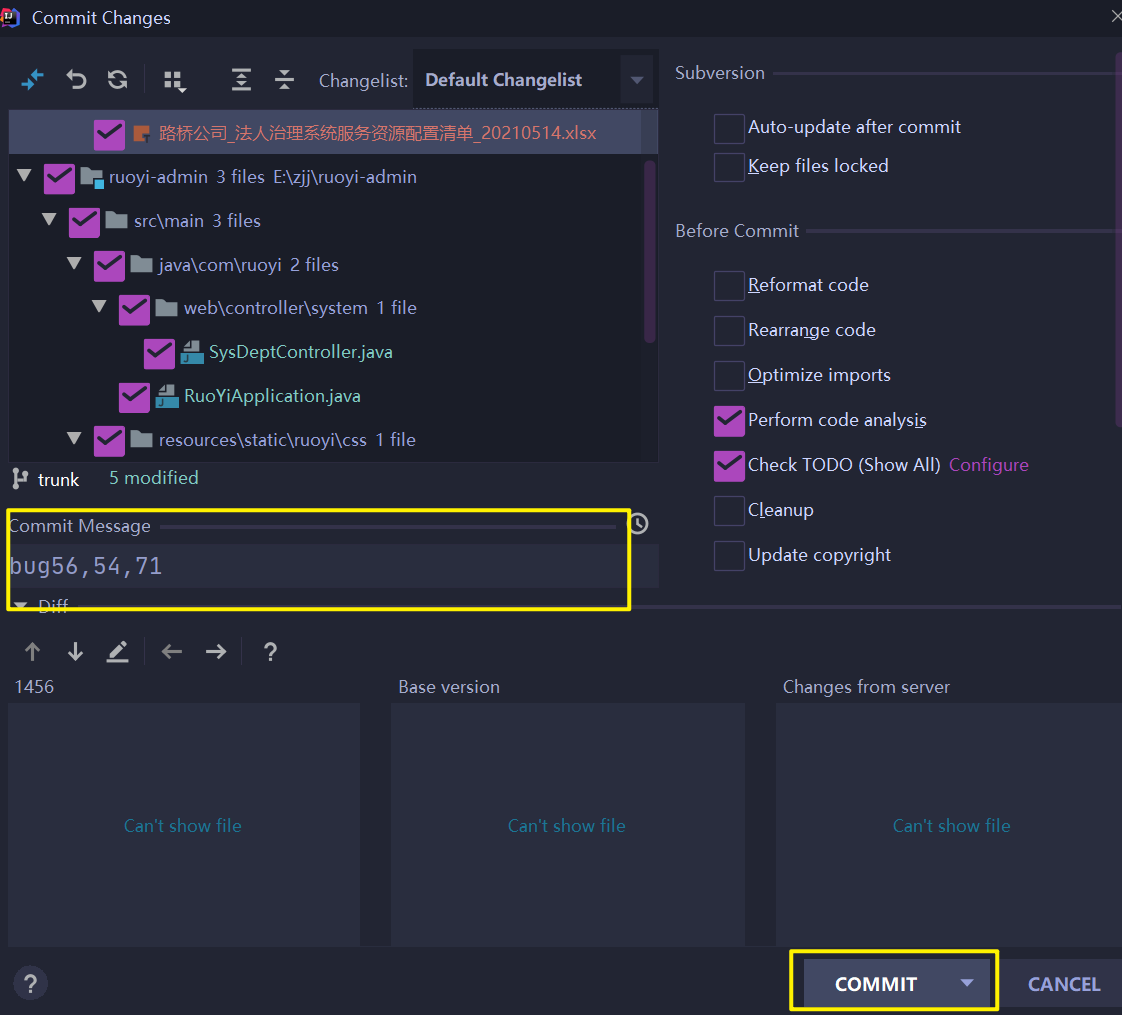 Commit Changes
Changelist: Default Changelist
路桥公司_法人治理系统服务资源配置清单_20210514.xlsx
ruoyi-admin 3 files E:\zjj\ruoyi-admin
src\main 3 files
java\com\ruoyi 2 files
web\controller\system 1 file
SysDeptController.java
RuoYiApplication.java
resources\static\ruoyi\css 1 file
trunk 5 modified
Subversion
Auto-update after commit
Keep files locked
Before Commit
Reformat code
Rearrange code
Optimize imports
Perform code analysis
Check TODO (Show All) Configure
Cleanup
Update copyright
Commit Message
bug56,54,71
Diff
?
1456 Base version Changes from server
Can't show file Can't show file Can't show file
? COMMIT CANCEL